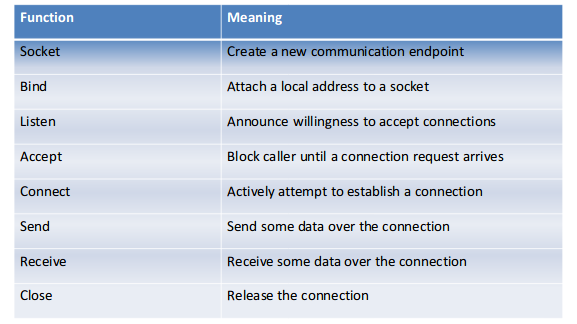 Function Meaning
Socket Create a new communication endpoint
Bind Attach a local address to a socket
Listen Announce willingness to accept connections
Accept Block caller until a connection request arrives
Connect Actively attempt to establish a connection
Send Send some data over the connection
Receive Receive some data over the connection
Close Release the connection